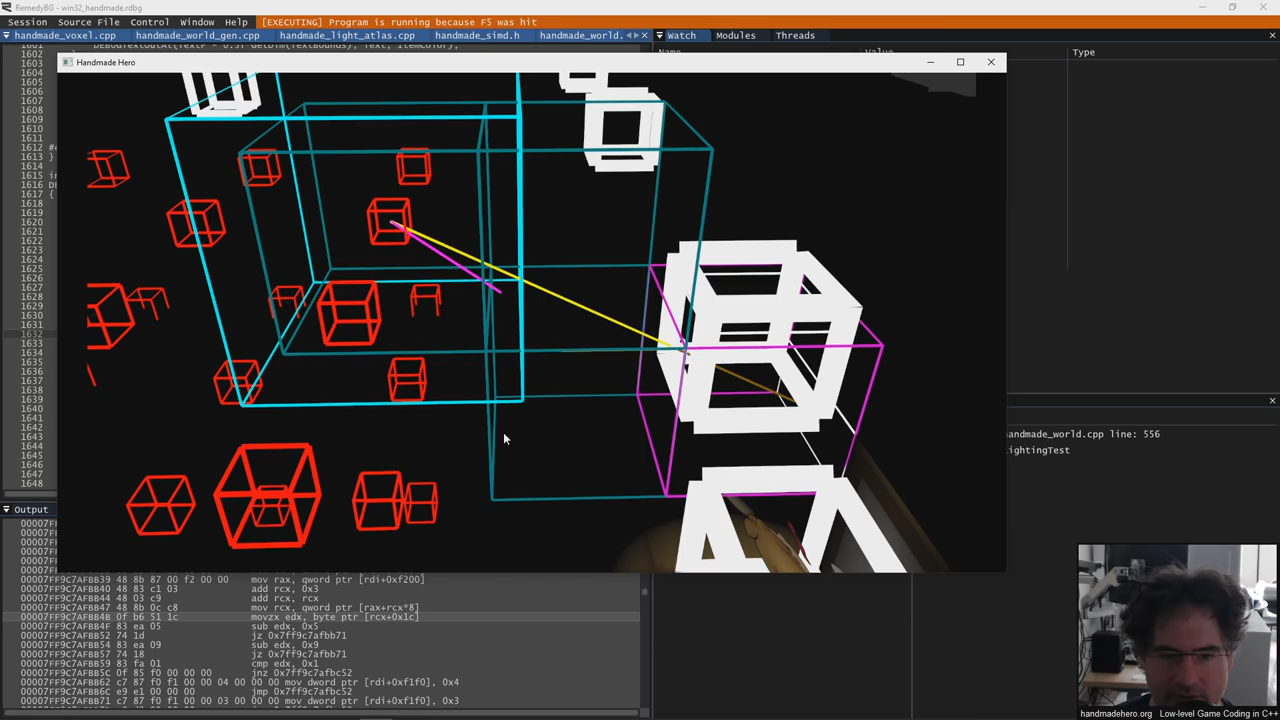 RemedyBG - win32_handmade.rdbg
Session Source File Control Window Help [EXECUTING] Program is running because F5 was hit
handmade_voxel.cpp handmade_world_gen.cpp handmade_light_atlas.cpp handmade_simd.h handmade_world.
Watch Modules Threads
1601
1602
Name Value Type
Handmade Hero
1604
1605
1606
1607
1608
1609
1610
1611
1612
1613
1614
1615
1616
1617
1618
1619
1620
1621
1622
1623
1624
1625
1626
1627
1628
1629
1630
1631
1632
1633
1634
1635
1636
1637
1638
1639
1640
1641
1642
1643
1644
1645
1646
1647
1648
andmade_world.cpp line: 556
ightingTest
Output
00007FF9C7AFBB39 48 8b 87 00 f2 00 00 mov rax, qword ptr [rdi+0xf200]
00007FF9C7AFBB40 48 83 c1 03 add rcx, 0x3
00007FF9C7AFBB44 48 03 c9 add rcx, rcx
00007FF9C7AFBB47 48 8b 0c c8 mov rcx, qword ptr [rax+rcx*8]
00007FF9C7AFBB4B 0f b6 51 1c movzx edx, byte ptr [rcx+0x1c]
00007FF9C7AFBB4F 83 ea 05 sub edx, 0x5
00007FF9C7AFBB52 74 1d jz 0x7ff9c7afbb71
00007FF9C7AFBB54 83 ea 09 sub edx, 0x9
00007FF9C7AFBB57 74 18 jz 0x7ff9c7afbb71
00007FF9C7AFBB59 83 fa 01 cmp edx, 0x1
00007FF9C7AFBB5C 0f 85 f0 00 00 00 jnz 0x7ff9c7afbc52
00007FF9C7AFBB62 c7 87 f0 f1 00 00 04 00 00 00 mov dword ptr [rdi+0xf1f0], 0x4
00007FF9C7AFBB6C e9 e1 00 00 00 jmp 0x7ff9c7afbc52
00007FF9C7AFBB71 c7 87 f0 f1 00 00 03 00 00 00 mov dword ptr [rdi+0xf1f0], 0x3
handmadehero.org | Low-level Game Coding in C++